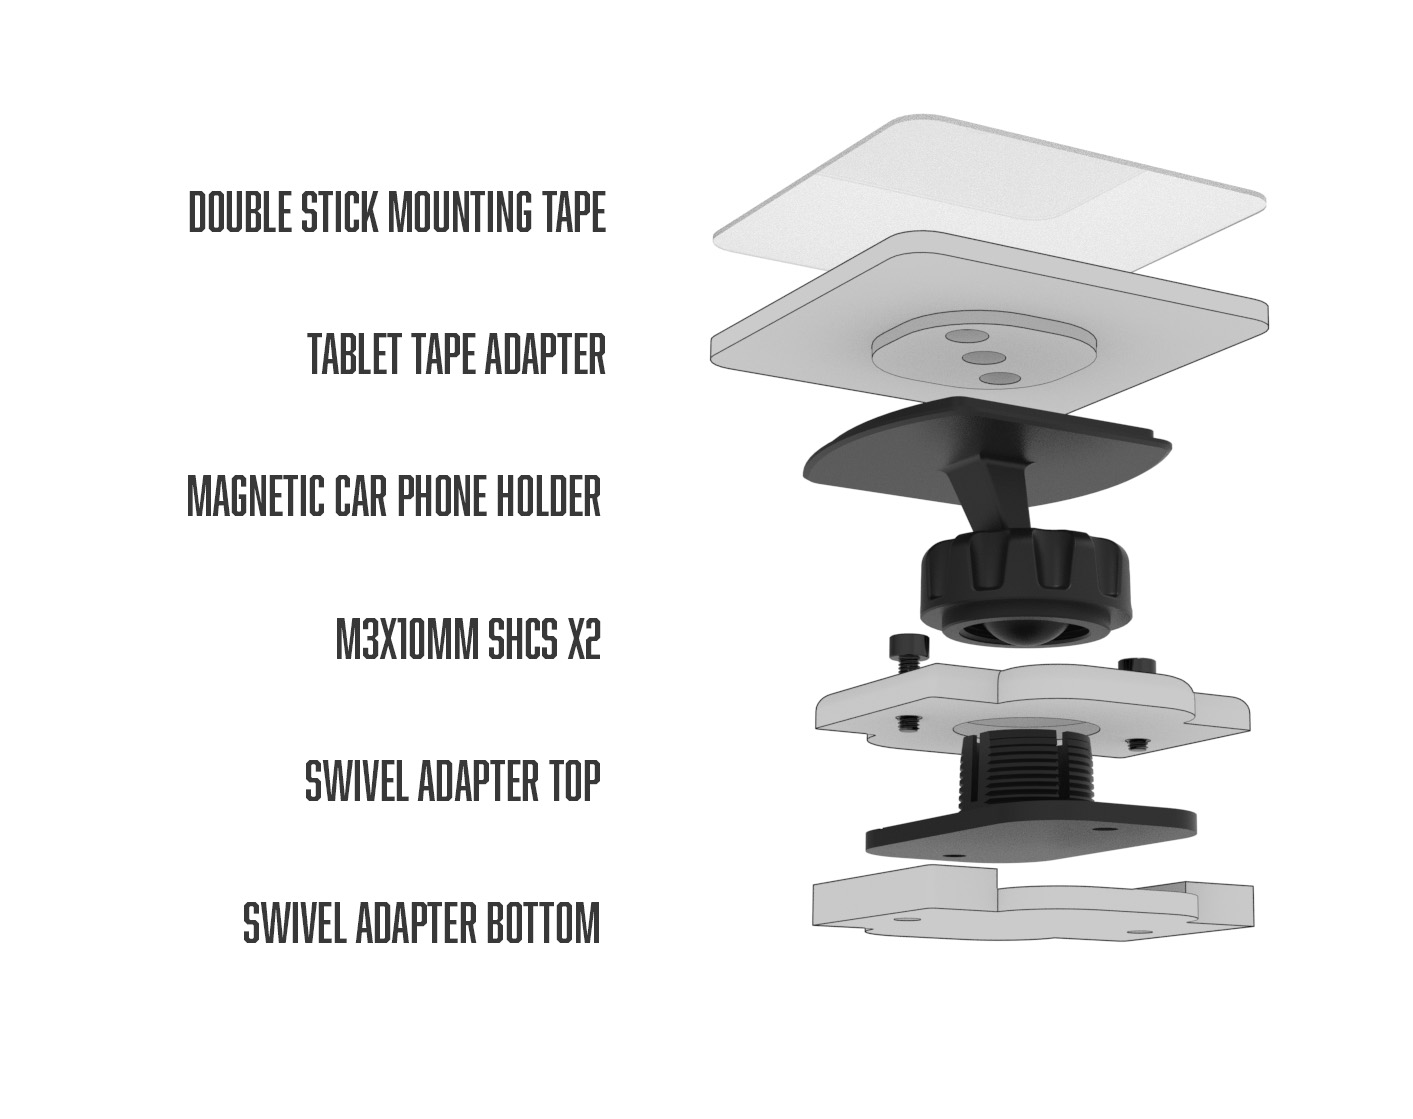 DOUBLE STICK MOUNTING TAPE
TABLET TAPE ADAPTER
MAGNETIC CAR PHONE HOLDER
M3X10MM SHCS X2
SWIVEL ADAPTER TOP
SWIVEL ADAPTER BOTTOM